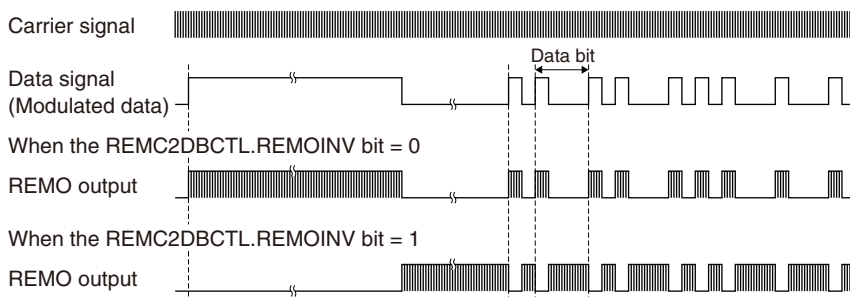 Carrier signal
Data bit
Data signal
(Modulated data)
When the REMC2DBCTL.REMOINV bit = 0
REMO output
When the REMC2DBCTL.REMOINV bit = 1
REMO output